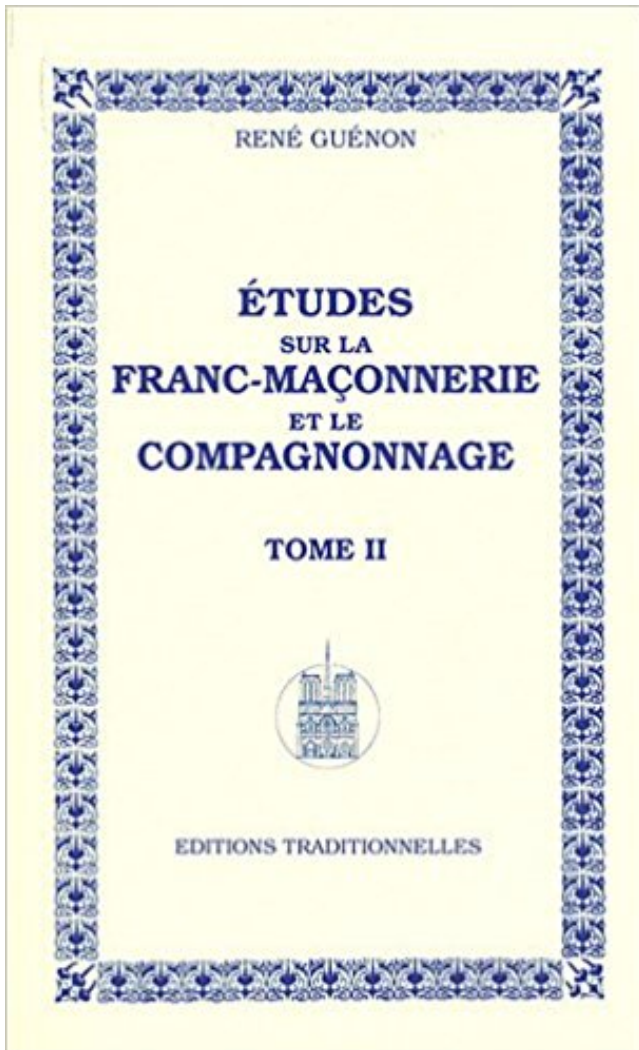 RENÉ GUÉNON
ÉTUDES
SUR LA
FRANC-MAÇONNERIE
ET LE
COMPAGNONNAGE
TOME II
EDITIONS TRADITIONNELLES